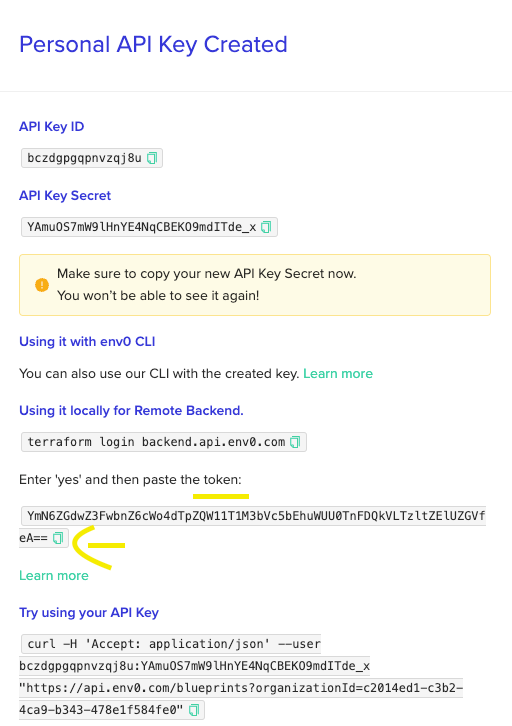 Personal API Key Created
API Key ID
bczdgpgqpnvzqj8u
API Key Secret
YAmuOS7mW9lHnYE4NqCBEKO9mdITde_x
Make sure to copy your new API Key Secret now.
You won't be able to see it again!
Using it with env0 CLI
You can also use our CLI with the created key. Learn more
Using it locally for Remote Backend.
terraform login backend.api.env0.com
Enter 'yes' and then paste the token:
YmN6ZGdwZ3FwbnZ6cWo4dTpZQW11T1M3bVc5bEhuWUU0TnFDQkVLTzltZElUZGVf
eA==
Learn more
Try using your API Key
curl -H 'Accept: application/json' --user
bczdgpgqpnvzqj8u:YAmuOS7mW9lHnYE4NqCBEKO9mdITde_x
"https://api.env0.com/blueprints?organizationId=c2014ed1-c3b2-
4ca9-b343-478e1f584fe0"